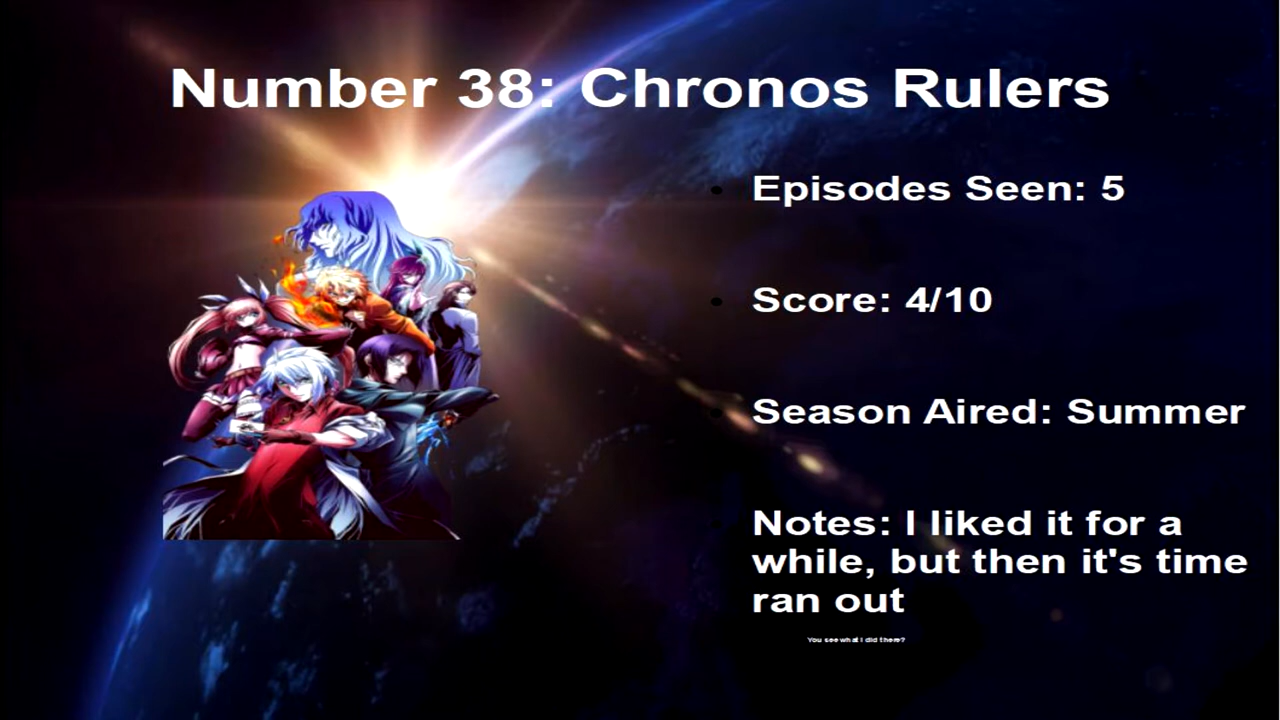 Number 38: Chronos Rulers
Episodes Seen: 5
Score: 4/10
Season Aired: Summer
Notes: I liked it for a
while, but then it's time
ran out
You see what I did there?